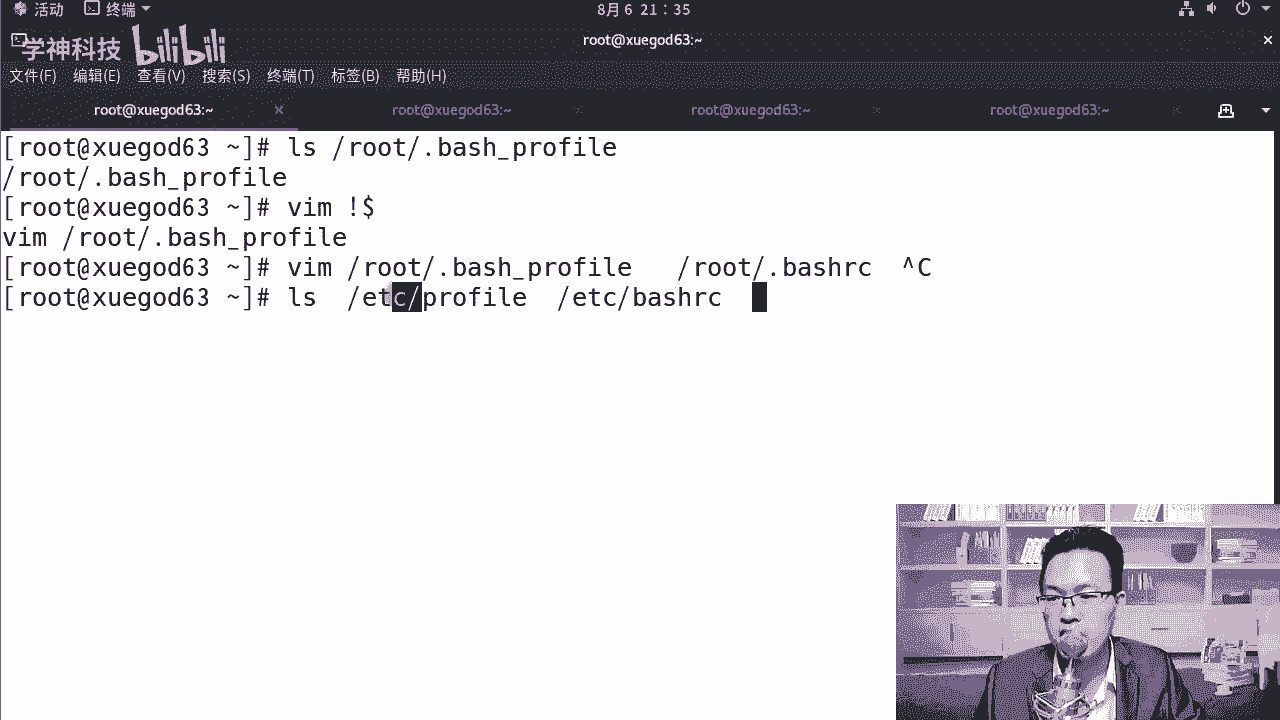 活动 终端 8月 6 21：35
学神科技 bilibili root@xuegod63:~
文件(F) 编辑(E) 查看(V) 搜索(S) 终端(T) 标签(B) 帮助(H)
root@xuegod63:~ root@xuegod63:~ root@xuegod63:~ root@xuegod63:~
[root@xuegod63 ~]# ls /root/.bash_profile
/root/.bash_profile
[root@xuegod63 ~]# vim !$
vim /root/.bash_profile
[root@xuegod63 ~]# vim /root/.bash_profile   /root/.bashrc  ^C
[root@xuegod63 ~]# ls  /etc/profile  /etc/bashrc